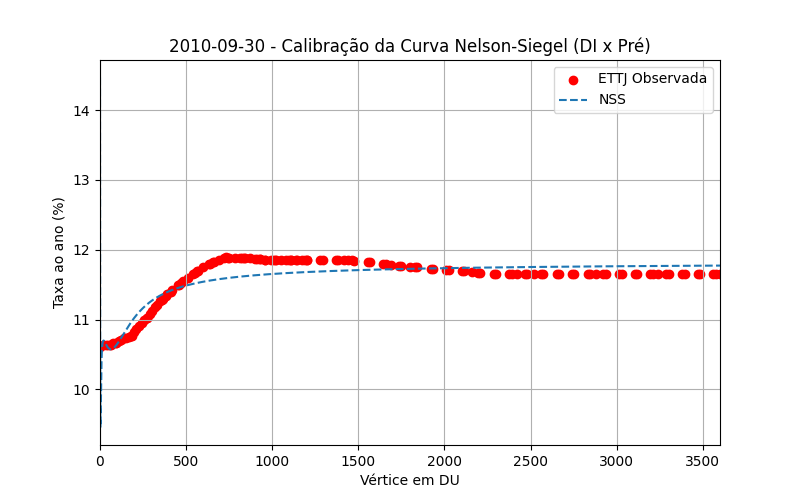 2010-09-30 - Calibração da Curva Nelson-Siegel (DI x Pré)
ETTJ Observada
NSS
Taxa ao ano (%)
14
13
12
11
10
0 500 1000 1500 2000 2500 3000 3500
Vértice em DU